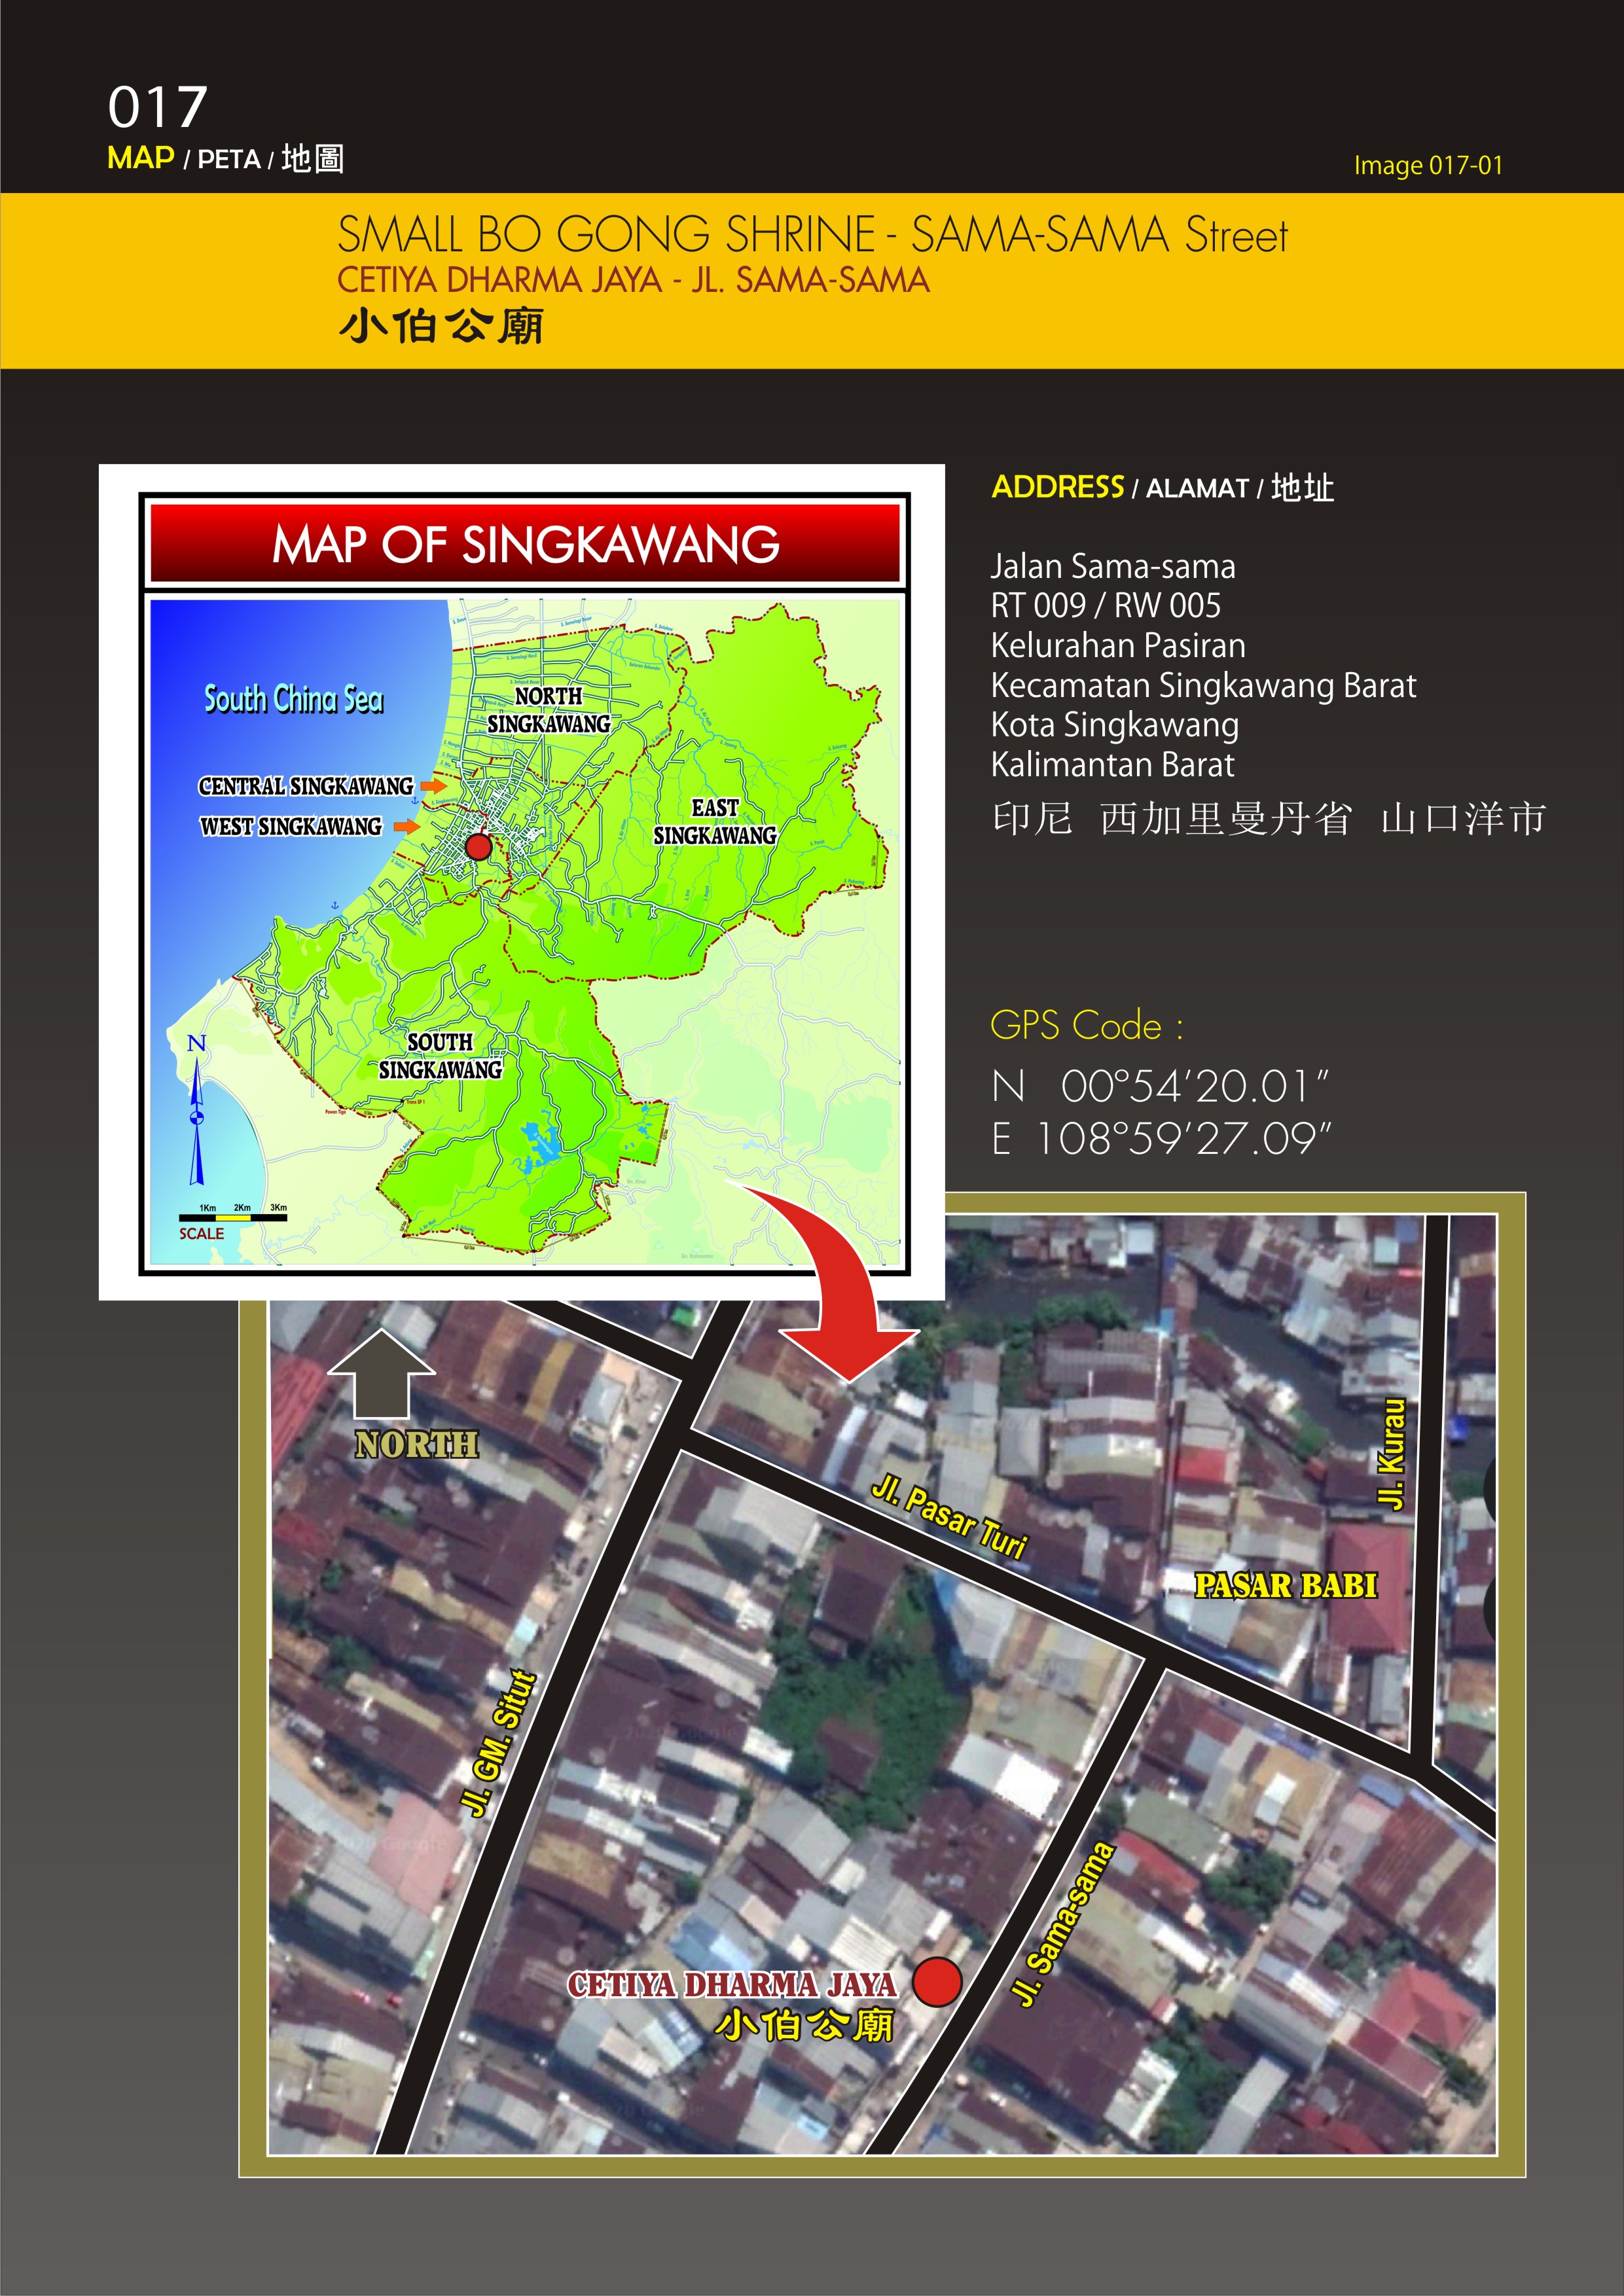 017
MAP / PETA / 地圖
Image 017-01
SMALL BO GONG SHRINE - SAMA-SAMA Street
CETIYA DHARMA JAYA - JL. SAMA-SAMA
小伯公廟
MAP OF SINGKAWANG
South China Sea
NORTH
SINGKAWANG
CENTRAL SINGKAWANG
WEST SINGKAWANG
EAST
SINGKAWANG
SOUTH
SINGKAWANG
N
1Km 2Km 3Km
SCALE
ADDRESS / ALAMAT / 地址
Jalan Sama-sama
RT 009 / RW 005
Kelurahan Pasiran
Kecamatan Singkawang Barat
Kota Singkawang
Kalimantan Barat
印尼 西加里曼丹省 山口洋市
GPS Code :
N 00°54’20.01”
E 108°59’27.09”
NORTH
Jl. Kurau
Jl. Pasar Turi
PASAR BABI
Jl. GM. Situt
Jl. Sama-sama
CETIYA DHARMA JAYA
小伯公廟